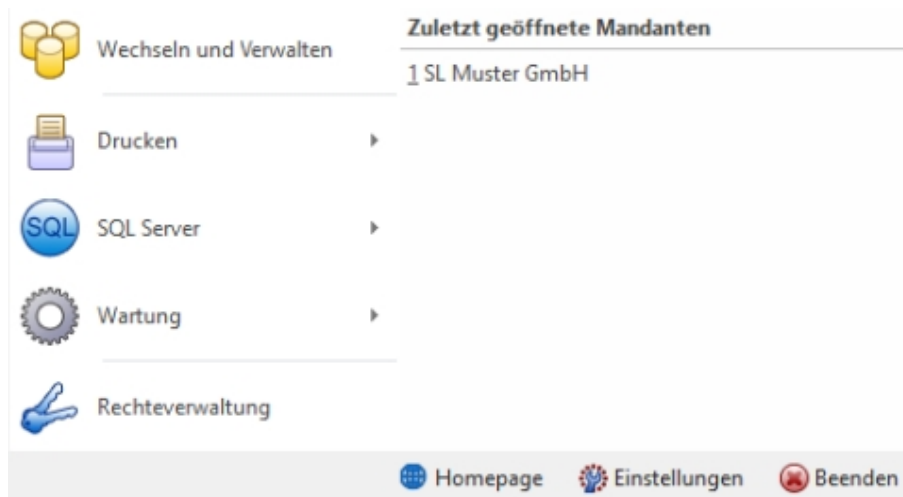 Wechseln und Verwalten
Drucken
SQL
SQL Server
Wartung
Rechteverwaltung
Zuletzt geöffnete Mandanten
1 SL Muster GmbH
Homepage
Einstellungen
Beenden